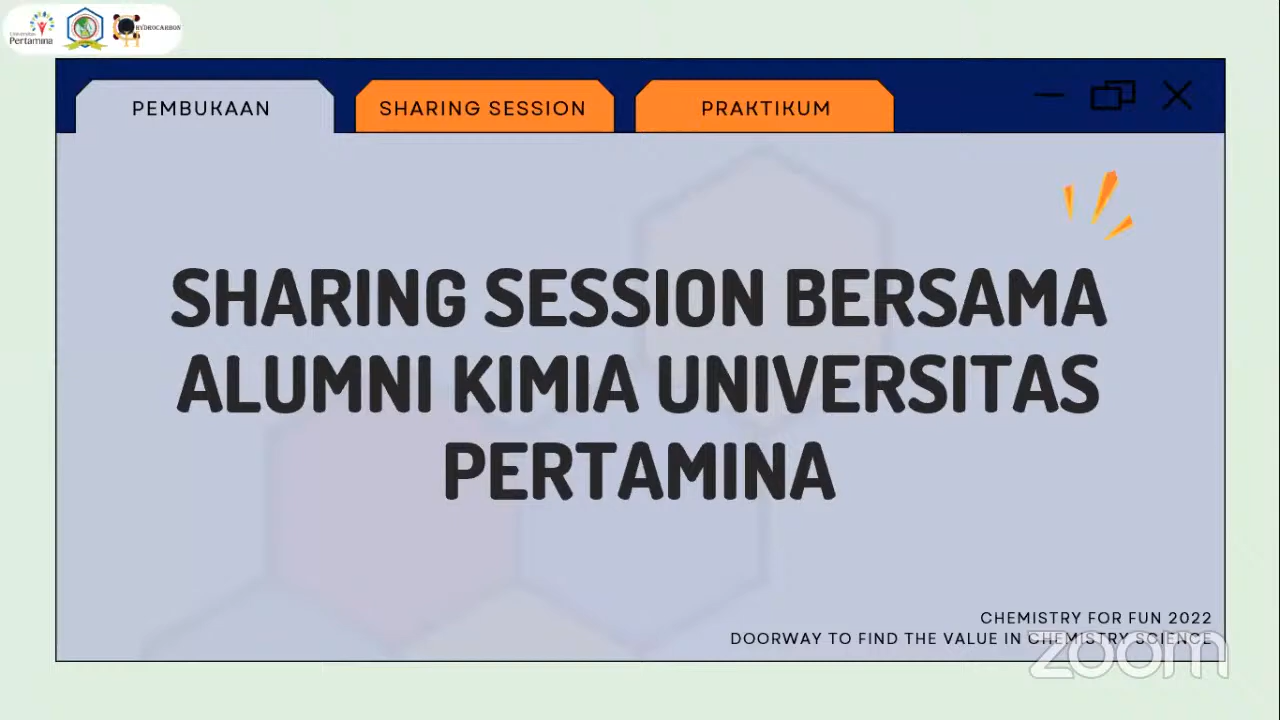 Universitas
Pertamina
HYDROCARBON
PEMBUKAAN
SHARING SESSION
PRAKTIKUM
SHARING SESSION BERSAMA
ALUMNI KIMIA UNIVERSITAS
PERTAMINA
CHEMISTRY FOR FUN 2022
DOORWAY TO FIND THE VALUE IN CHEMISTRY SCIENCE
zoom